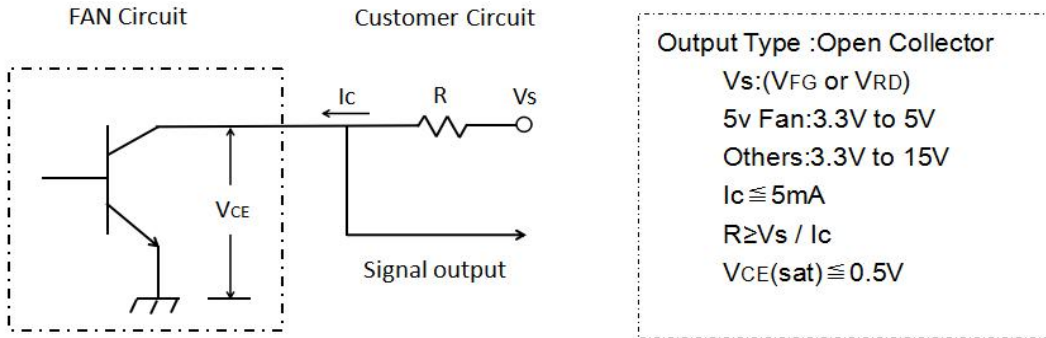 FAN Circuit
Customer Circuit
Ic
R
Vs
VCE
Signal output
Output Type :Open Collector
Vs:(VFG or VRD)
5v Fan:3.3V to 5V
Others:3.3V to 15V
Ic≦5mA
R≥Vs / Ic
VCE(sat)≦0.5V